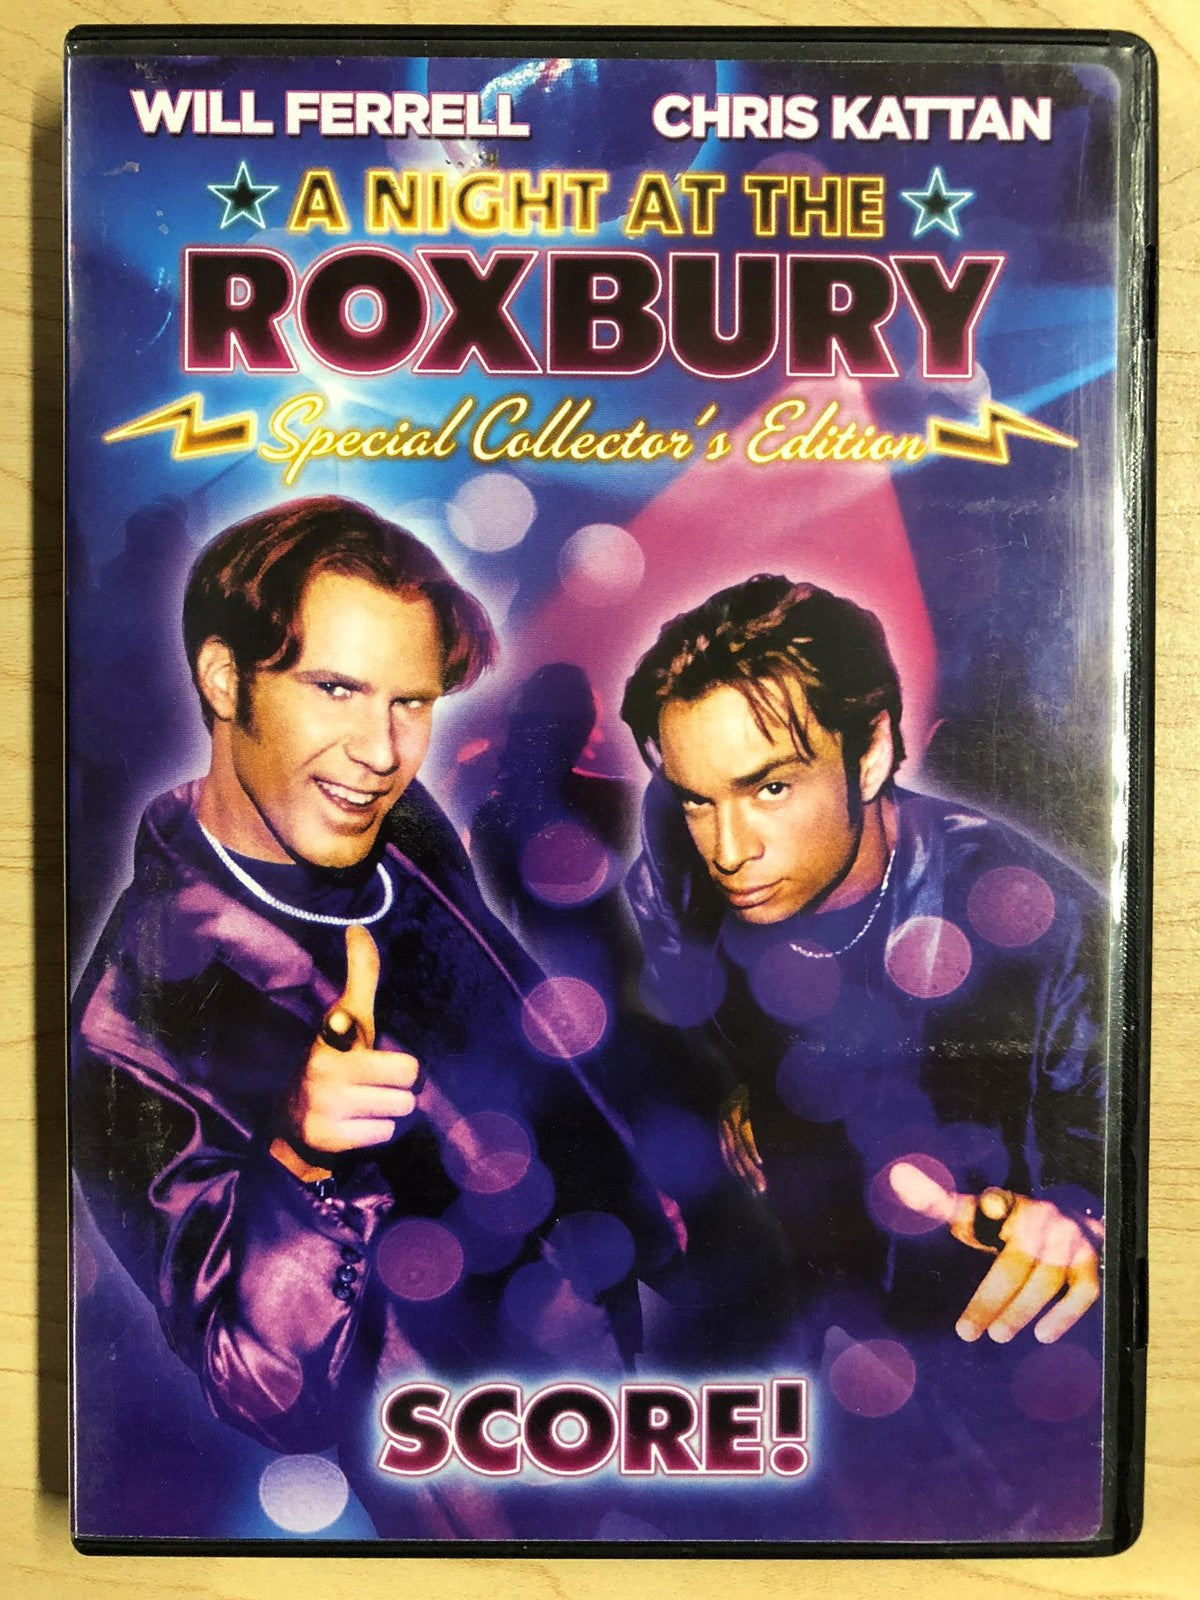 WILL FERRELL CHRIS KATTAN
A NIGHT AT THE
ROXBURY
Special Collector's Edition
SCORE!